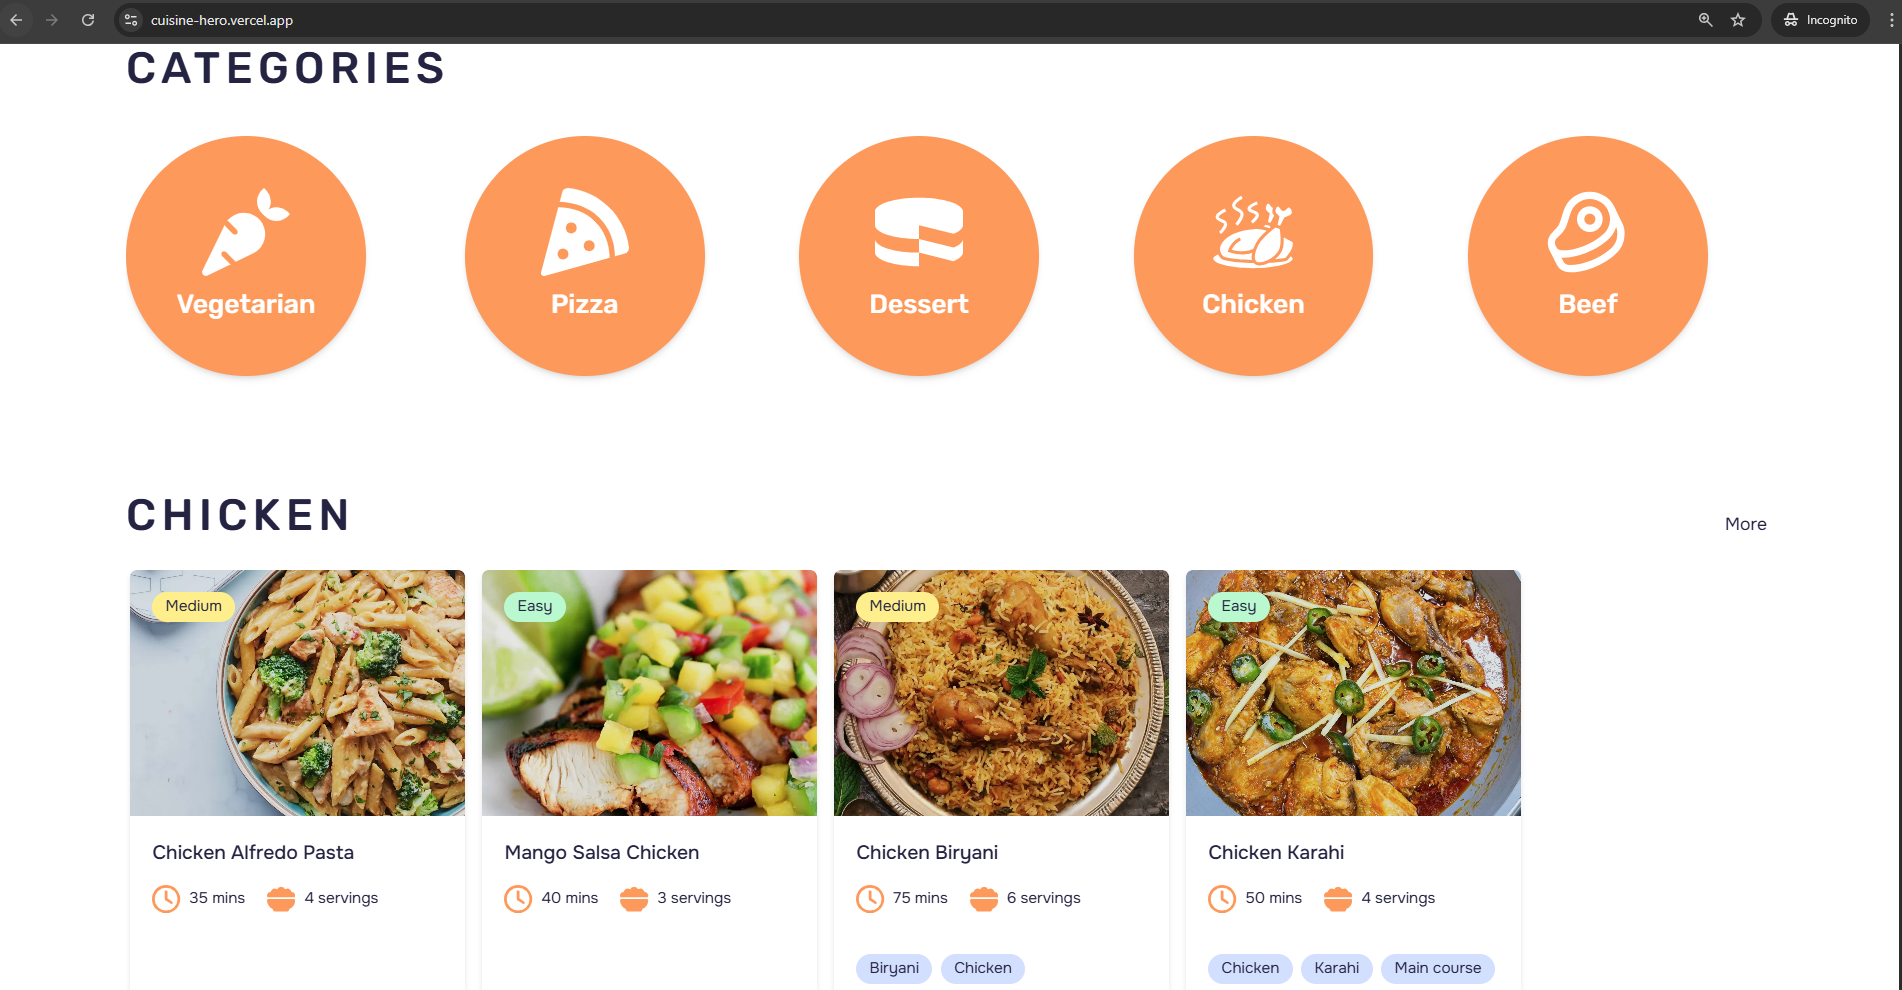 cuisine-hero.vercel.app
Incognito
CATEGORIES
Vegetarian
Pizza
Dessert
Chicken
Beef
CHICKEN
More
Medium
Easy
Medium
Easy
Chicken Alfredo Pasta
Mango Salsa Chicken
Chicken Biryani
Chicken Karahi
35 mins 4 servings
40 mins 3 servings
75 mins 6 servings
50 mins 4 servings
Biryani Chicken
Chicken Karahi Main course